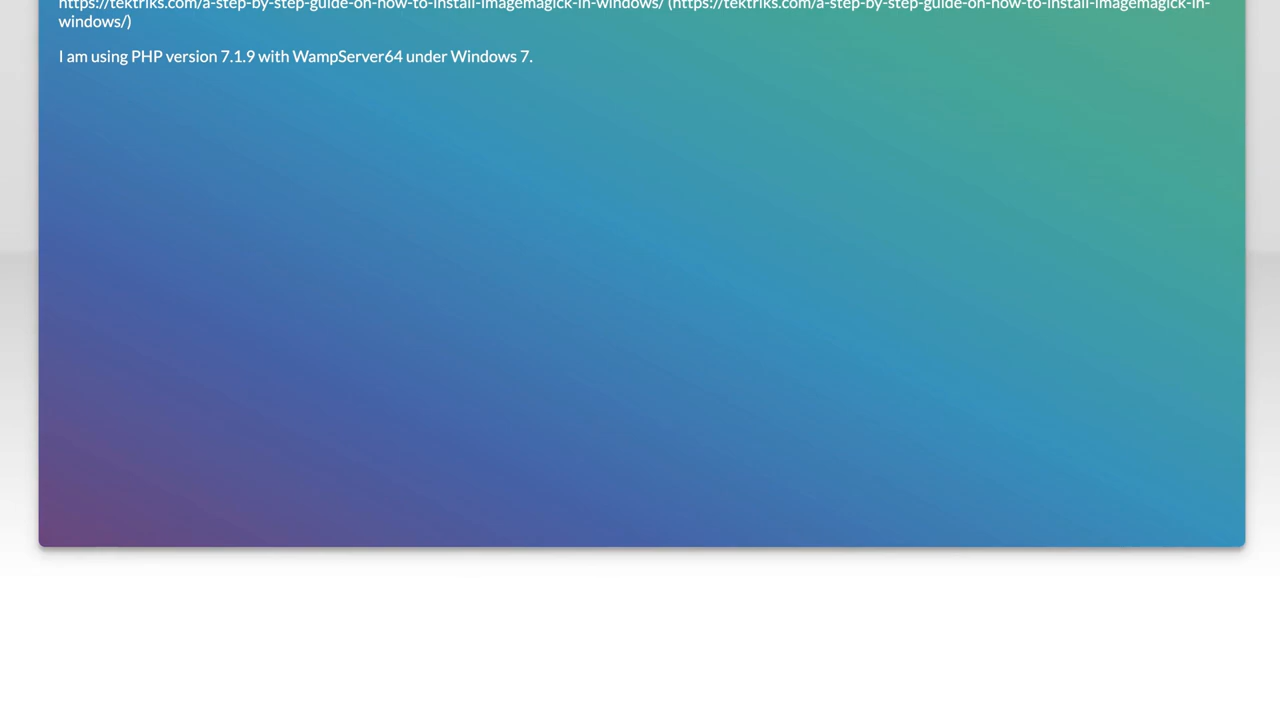 https://tektriks.com/a-step-by-step-guide-on-how-to-install-imagemagick-in-windows/ (https://tektriks.com/a-step-by-step-guide-on-how-to-install-imagemagick-in-
windows/)
I am using PHP version 7.1.9 with WampServer64 under Windows 7.